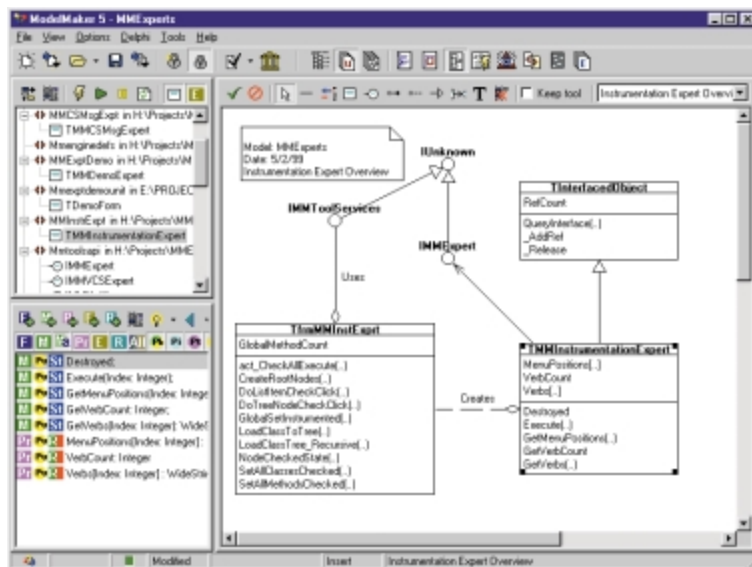 ModelMaker 5 - MMExperts
File View Options Delphi Tools Help
Keep tool
Instrumentation Expert Overvi
MMCSMsgExpt in H:\Projects\M
TMMCSMsgExpert
Mmenginedefs in H:\Projects\M
MMExptDemo in H:\Projects\MM
TMMDemoExpert
Mmexptdemounit in E:\PROJEC
TDemoForm
MMInstrExpt in H:\Projects\MM
TMMInstrumentationExpert
Mmtoolsapi in H:\Projects\MME
IMMExpert
IMMVCSExpert
Destroyed;
Execute(Index: Integer);
GetMenuPositions(Index: Intege
GetVerbCount: Integer;
GetVerbs(Index: Integer): WideS
MenuPositions[Index: Integer] :
VerbCount: Integer
Verbs[Index: Integer] : WideStrin
Model: MMExperts
Date: 5/2/99
Instrumentation Expert Overview
IUnknown
IMMToolServices
IMMExpert
Uses
TInterfacedObject
RefCount
QueryInterface(..)
_AddRef
_Release
TfrmMMInstExprt
GlobalMethodCount
act_CheckAllExecute(..)
CreateRootNodes(..)
DoListItemCheckClick(..)
DoTreeNodeCheckClick(..)
GlobalSetInstrumented(..)
LoadClassToTree(..)
LoadClassTree_Recursive(..)
NodeCheckedState(..)
SetAllClassesChecked(..)
SetAllMethodsChecked(..)
Creates
TMMInstrumentationExpert
MenuPositions(..)
VerbCount
Verbs(..)
Destroyed
Execute(..)
GetMenuPositions(..)
GetVerbCount
GetVerbs(..)
Modified
Insert
Instrumentation Expert Overview